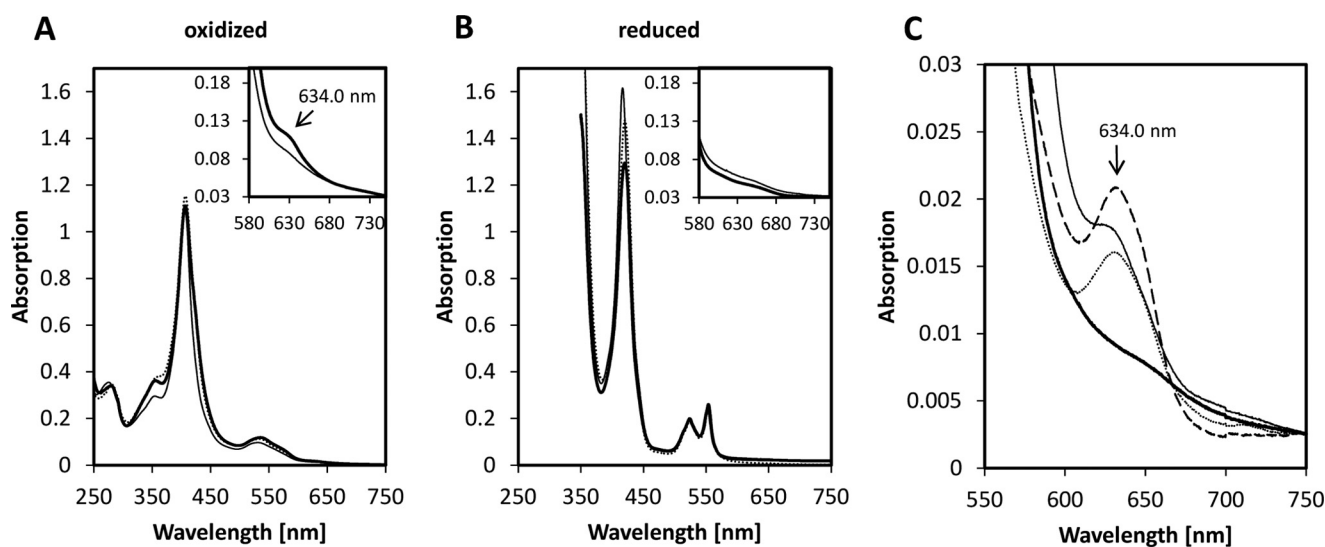 A
oxidized
1.6
1.4
1.2
1
0.8
0.6
0.4
0.2
0
Absorption
250 350 450 550 650 750
Wavelength [nm]
0.18
0.13
0.08
0.03
580 630 680 730
634.0 nm
B
reduced
1.6
1.4
1.2
1
0.8
0.6
0.4
0.2
0
Absorption
250 350 450 550 650 750
Wavelength [nm]
0.18
0.13
0.08
0.03
580 630 680 730
C
0.03
0.025
0.02
0.015
0.01
0.005
0
Absorption
550 600 650 700 750
Wavelength [nm]
634.0 nm